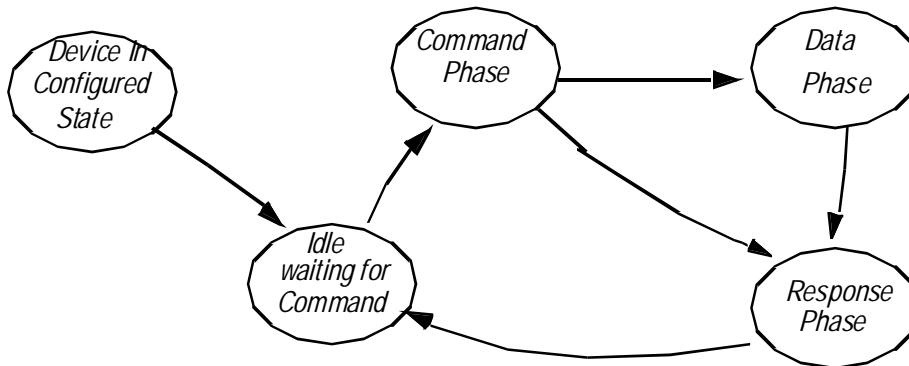 Device In
Configured
State
Command
Phase
Data
Phase
Idle
waiting for
Command
Response
Phase